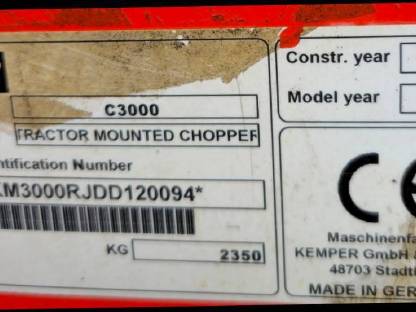 C3000
TRACTOR MOUNTED CHOPPER
ntification Number
KM3000RJDD120094*
KG 2350
Constr. year
Model year
CE
Maschinenfa
KEMPER GmbH &
48703 Stadtl
MADE IN GER